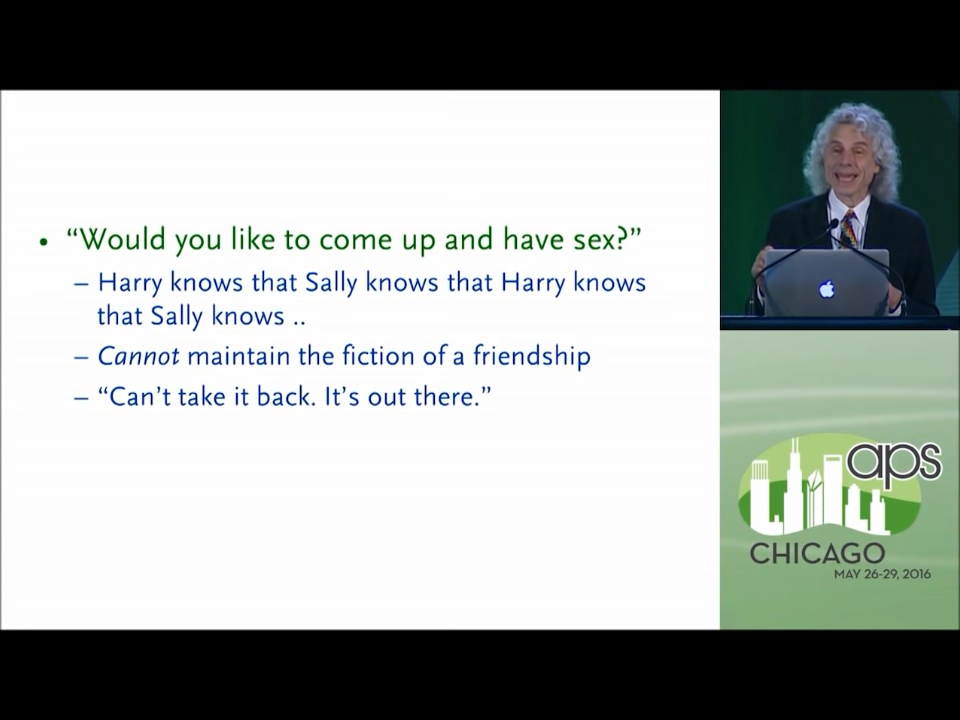 • “Would you like to come up and have sex?”
– Harry knows that Sally knows that Harry knows
that Sally knows ..
– Cannot maintain the fiction of a friendship
– “Can’t take it back. It’s out there.”
aps
CHICAGO
MAY 26-29, 2016